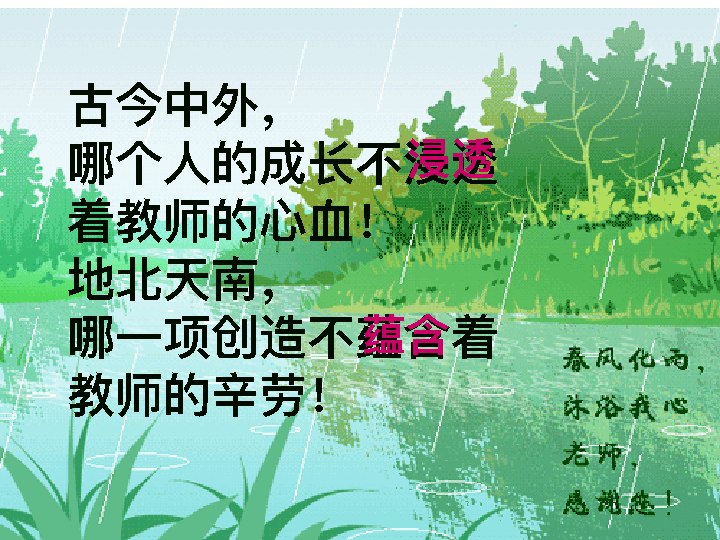 古今中外，
哪个人的成长不浸透
着教师的心血！
地北天南，
哪一项创造不蕴含着
教师的辛劳！
春风化雨，
沐浴我心
老师，
感谢您！